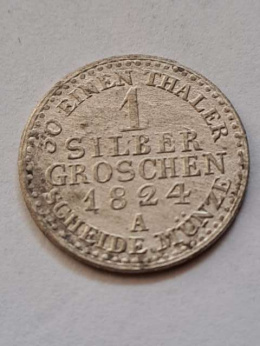 30 EINEN THALER
1
SILBER
GROSCHEN
1824
A
SCHEIDE MÜNZE